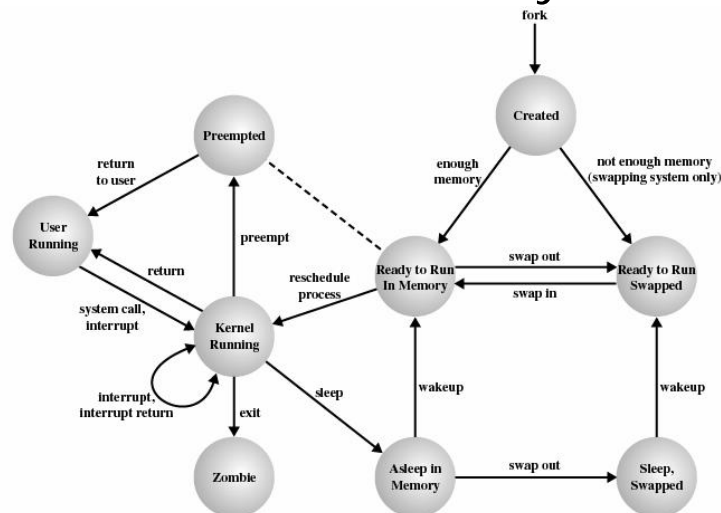 fork
Created
Preempted
enough
memory
not enough memory
(swapping system only)
return
to user
User
Running
preempt
return
reschedule
process
Ready to Run
In Memory
swap out
swap in
Ready to Run
Swapped
system call,
interrupt
Kernel
Running
interrupt,
interrupt return
sleep
exit
wakeup
wakeup
Zombie
Asleep in
Memory
swap out
Sleep,
Swapped